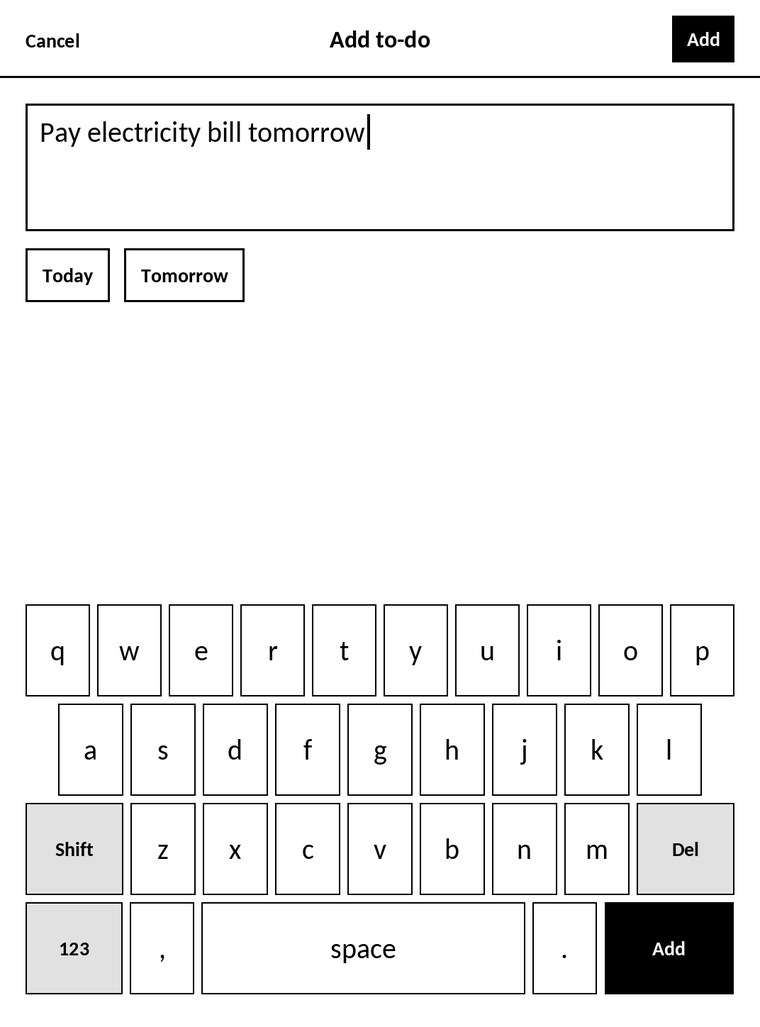 Cancel Add to-do Add
Pay electricity bill tomorrow
Today Tomorrow
q w e r t y u i o p
a s d f g h j k l
Shift z x c v b n m Del
123 , space . Add